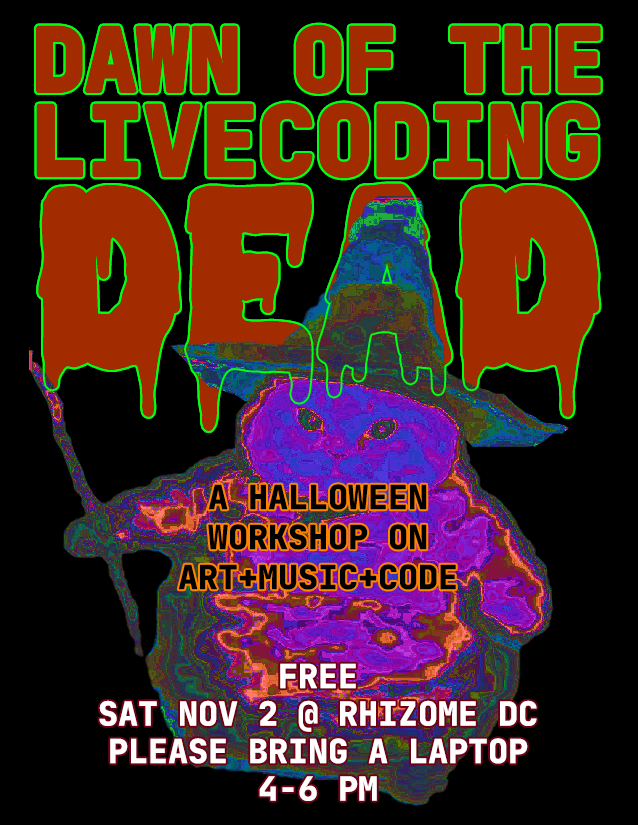 DAWN OF THE
LIVECODING
DEAD
A HALLOWEEN
WORKSHOP ON
ART+MUSIC+CODE
FREE
SAT NOV 2 @ RHIZOME DC
PLEASE BRING A LAPTOP
4-6 PM